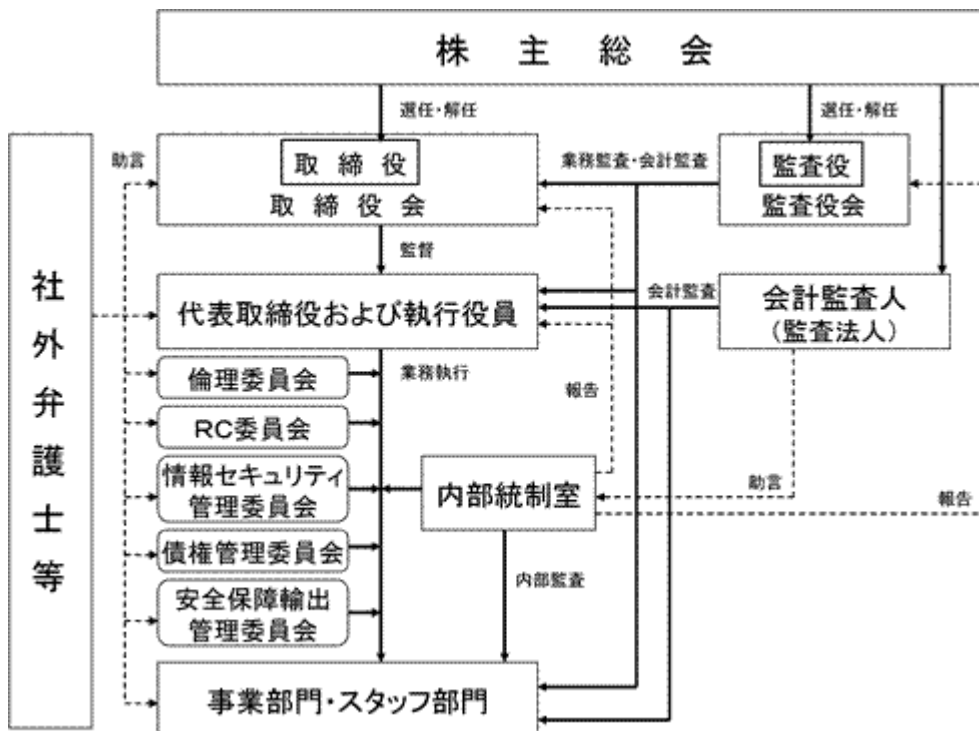 株主総会
選任・解任
選任・解任
助言
取締役
取締役会
業務監査・会計監査
監査役
監査役会
監督
社外弁護士等
代表取締役および執行役員
会計監査
会計監査人
(監査法人)
倫理委員会
業務執行
報告
RC委員会
情報セキュリティ
管理委員会
内部統制室
助言
報告
債権管理委員会
内部監査
安全保障輸出
管理委員会
事業部門・スタッフ部門